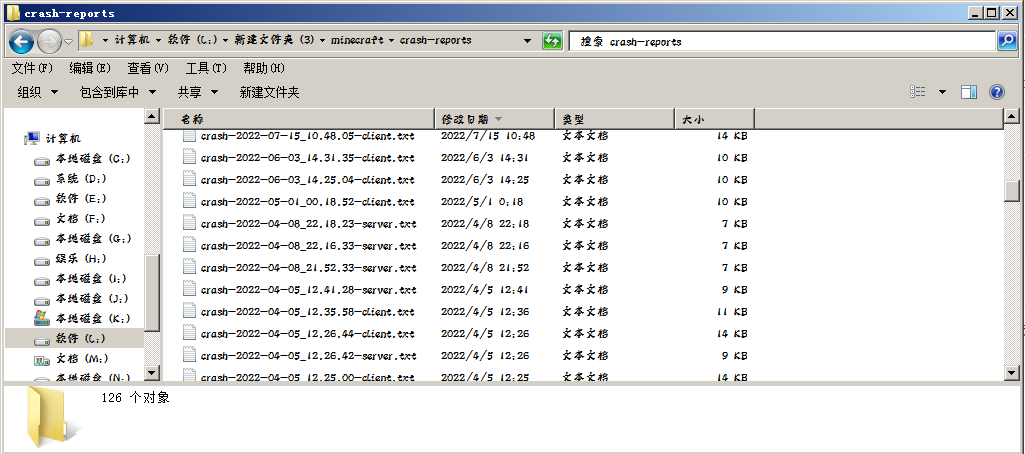 crash-reports
计算机 软件 (L:) 新建文件夹 (3) minecraft crash-reports
搜索 crash-reports
文件(F) 编辑(E) 查看(V) 工具(T) 帮助(H)
组织 包含到库中 共享 新建文件夹
名称 修改日期 类型 大小
计算机
本地磁盘 (C:)
系统 (D:)
软件 (E:)
文档 (F:)
本地磁盘 (G:)
娱乐 (H:)
本地磁盘 (I:)
本地磁盘 (J:)
本地磁盘 (K:)
软件 (L:)
文档 (M:)
本地磁盘 (N:)
crash-2022-07-15_10.48.05-client.txt 2022/7/15 10:48 文本文档 14 KB
crash-2022-06-03_14.31.35-client.txt 2022/6/3 14:31 文本文档 10 KB
crash-2022-06-03_14.25.04-client.txt 2022/6/3 14:25 文本文档 10 KB
crash-2022-05-01_00.18.52-client.txt 2022/5/1 0:18 文本文档 10 KB
crash-2022-04-08_22.18.23-server.txt 2022/4/8 22:18 文本文档 7 KB
crash-2022-04-08_22.16.33-server.txt 2022/4/8 22:16 文本文档 7 KB
crash-2022-04-08_21.52.33-server.txt 2022/4/8 21:52 文本文档 7 KB
crash-2022-04-05_12.41.28-server.txt 2022/4/5 12:41 文本文档 9 KB
crash-2022-04-05_12.35.58-client.txt 2022/4/5 12:36 文本文档 11 KB
crash-2022-04-05_12.26.44-client.txt 2022/4/5 12:26 文本文档 14 KB
crash-2022-04-05_12.26.42-server.txt 2022/4/5 12:26 文本文档 9 KB
crash-2022-04-05_12.25.00-client.txt 2022/4/5 12:25 文本文档 14 KB
126 个对象